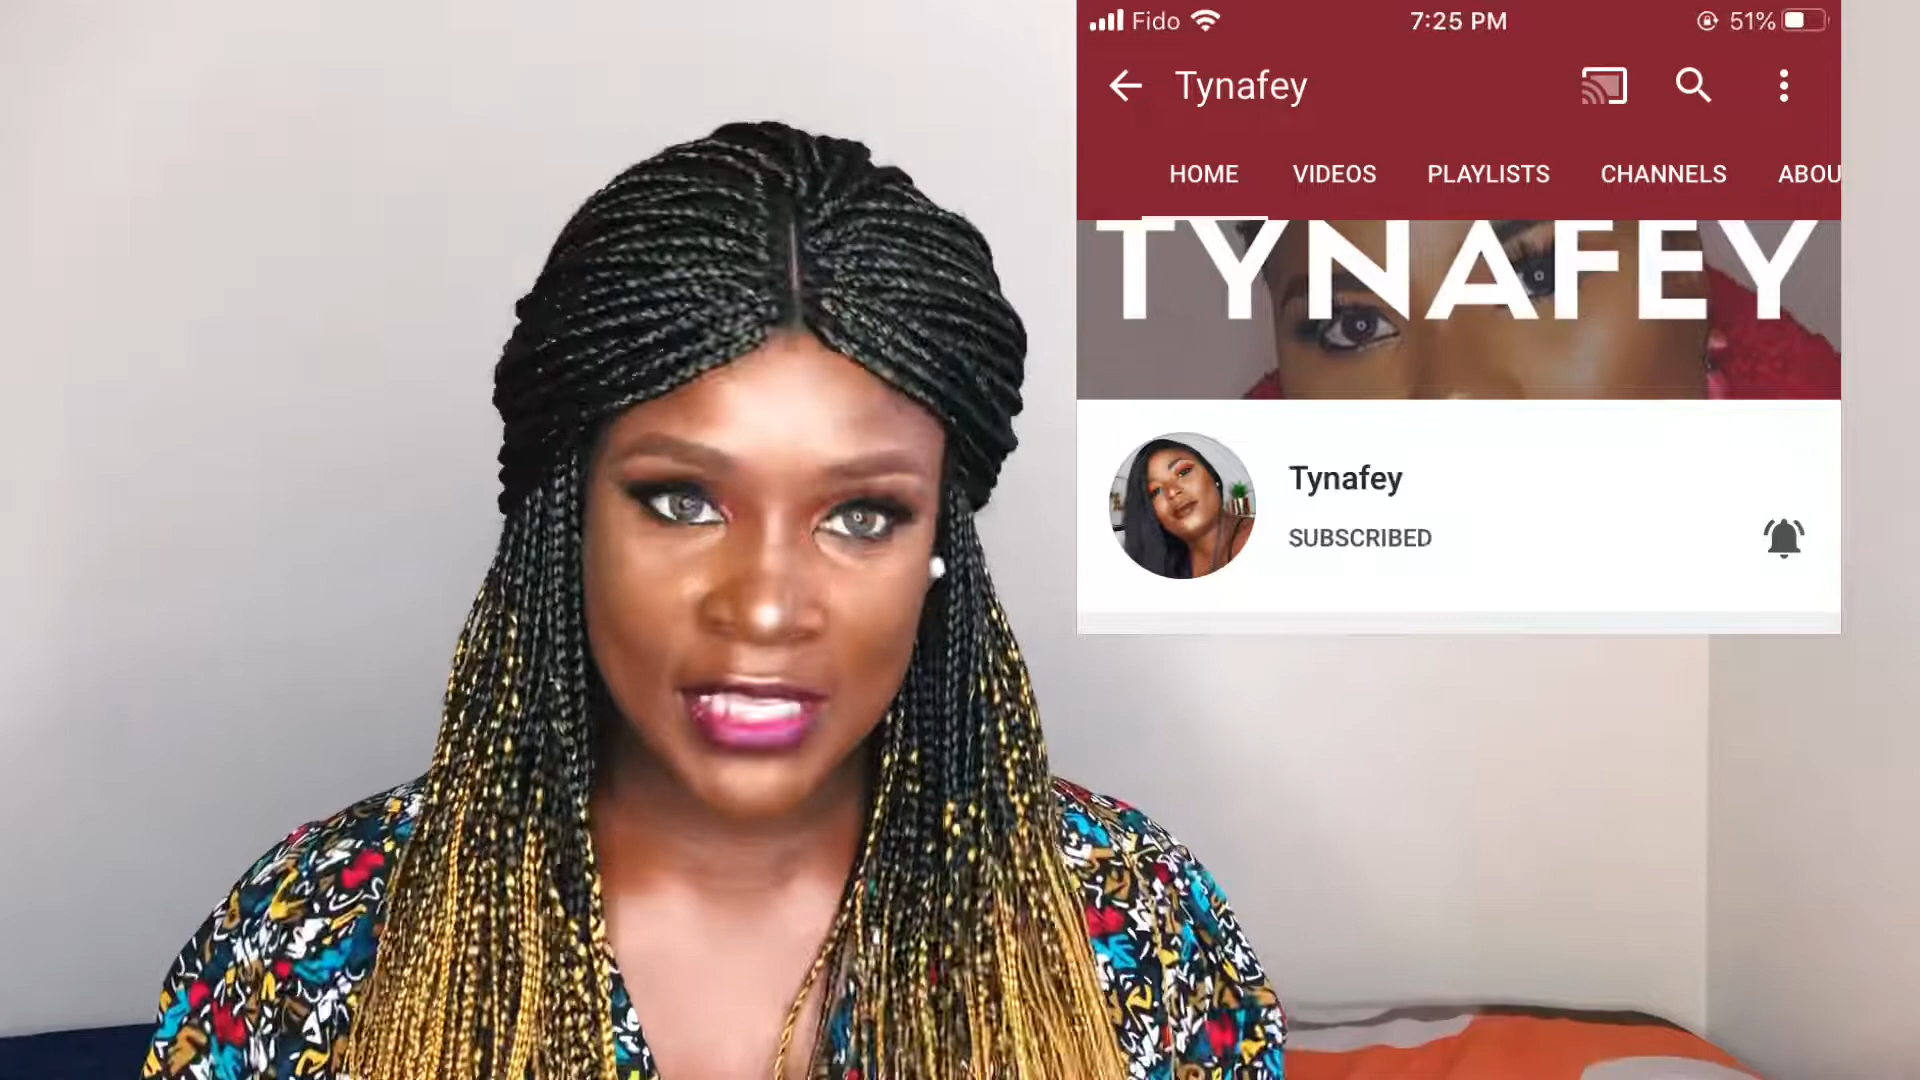 Fido 7:25 PM 51%
Tynafey
HOME VIDEOS PLAYLISTS CHANNELS ABOU
TYNAFEY
Tynafey
SUBSCRIBED